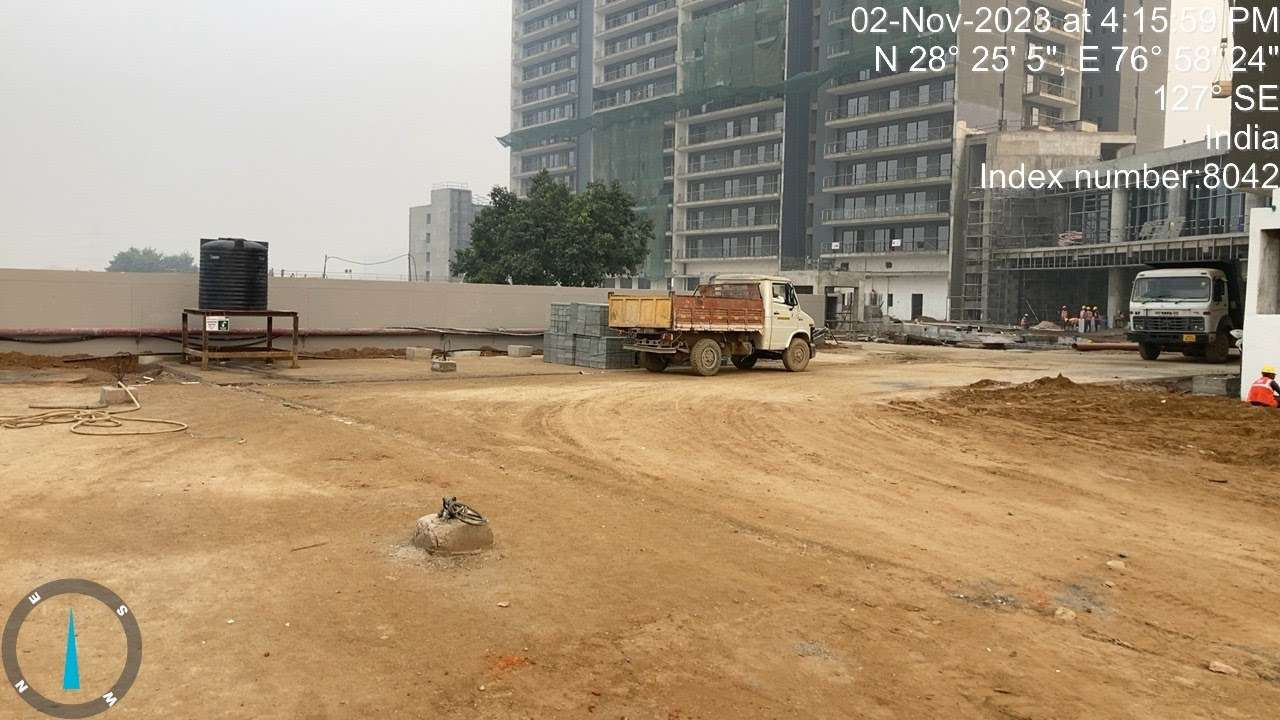 02-Nov-2023 at 4:15:59 PM
N 28° 25' 5", E 76° 58' 24"
127° SE
India
Index number:8042
E
S
N
W